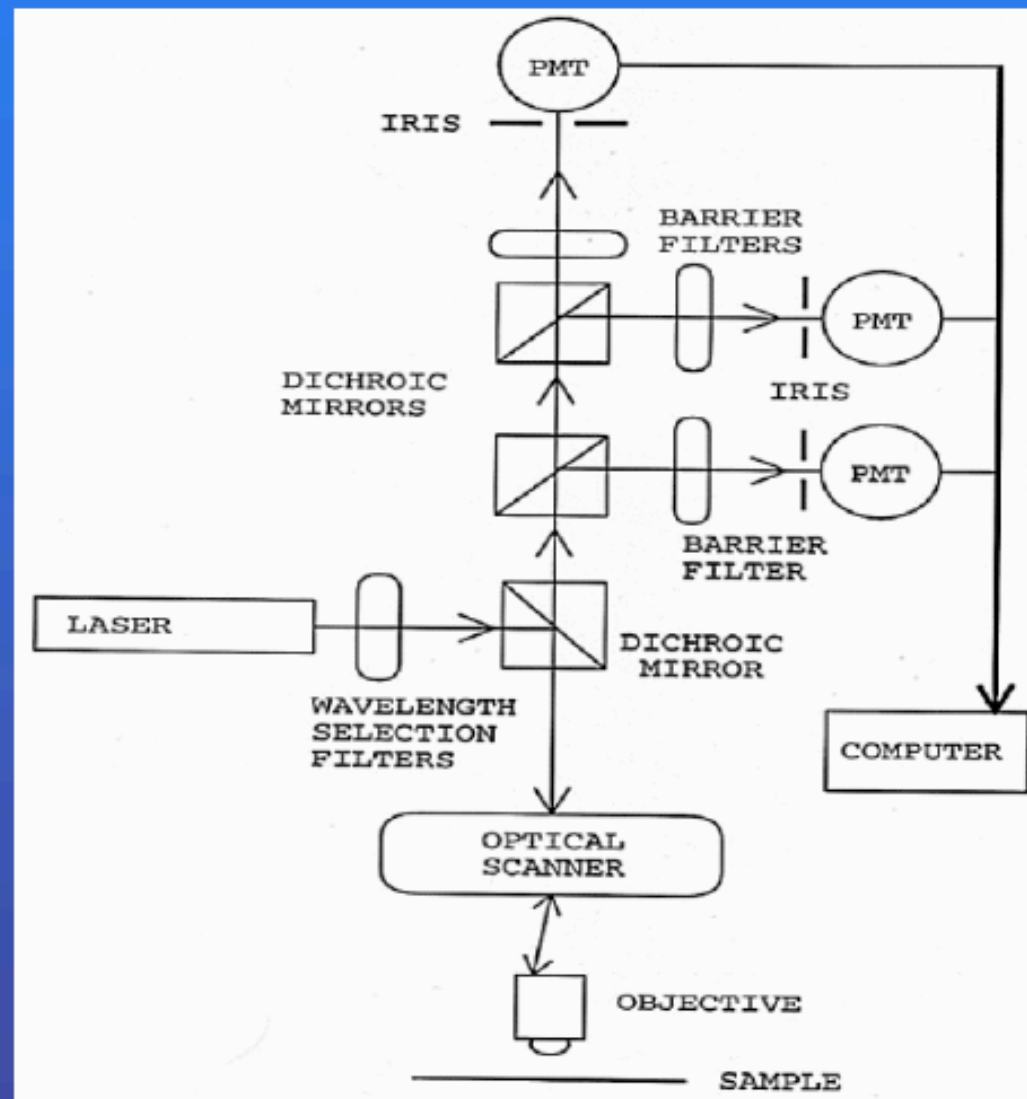 PMT
IRIS
BARRIER
FILTERS
PMT
DICHROIC
MIRRORS
IRIS
PMT
BARRIER
FILTER
LASER
DICHROIC
MIRROR
WAVELENGTH
SELECTION
FILTERS
COMPUTER
OPTICAL
SCANNER
OBJECTIVE
SAMPLE